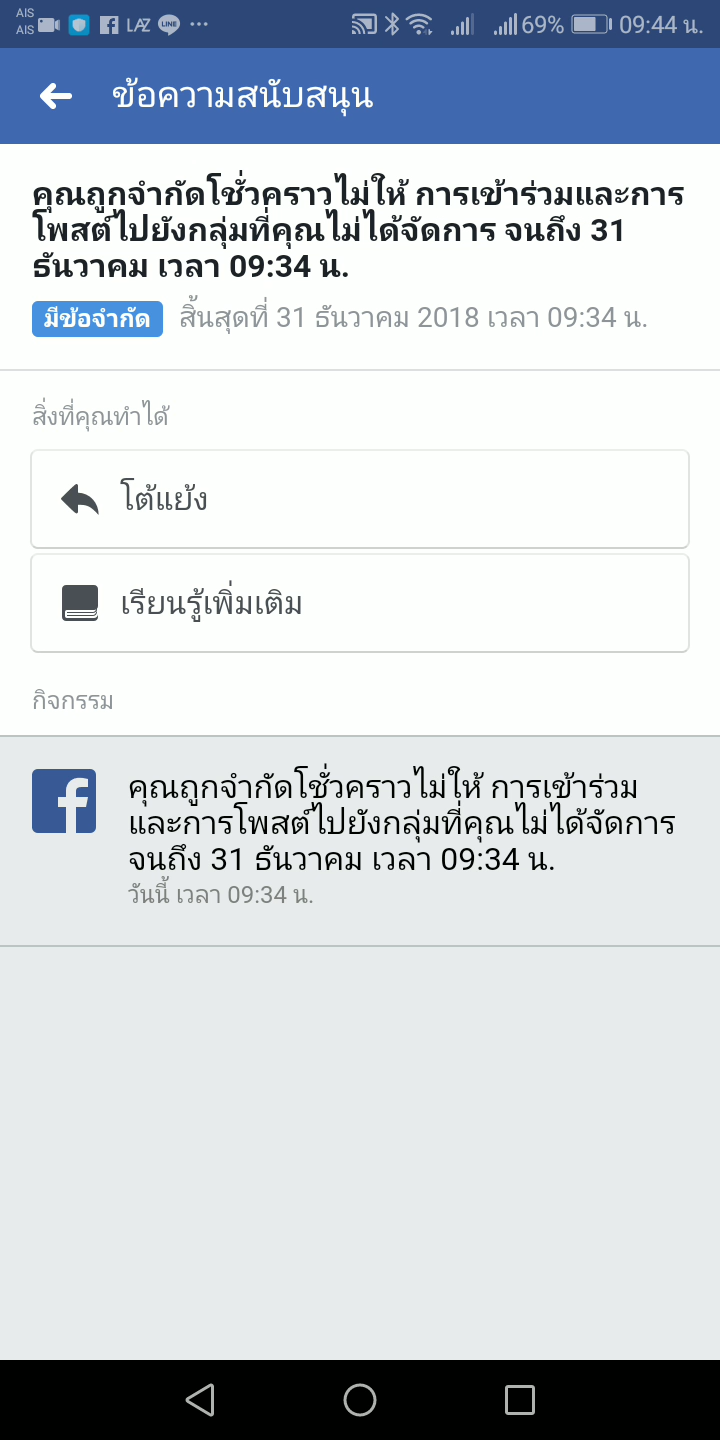 AIS
AIS
LAZ
LINE
69%
09:44 น.
ข้อความสนับสนุน
คุณถูกจำกัดโชั่วคราวไม่ให้ การเข้าร่วมและการ
โพสต์ไปยังกลุ่มที่คุณไม่ได้จัดการ จนถึง 31
ธันวาคม เวลา 09:34 น.
มีข้อจำกัด
สิ้นสุดที่ 31 ธันวาคม 2018 เวลา 09:34 น.
สิ่งที่คุณทำได้
โต้แย้ง
เรียนรู้เพิ่มเติม
กิจกรรม
คุณถูกจำกัดโชั่วคราวไม่ให้ การเข้าร่วม
และการโพสต์ไปยังกลุ่มที่คุณไม่ได้จัดการ
จนถึง 31 ธันวาคม เวลา 09:34 น.
วันนี้ เวลา 09:34 น.